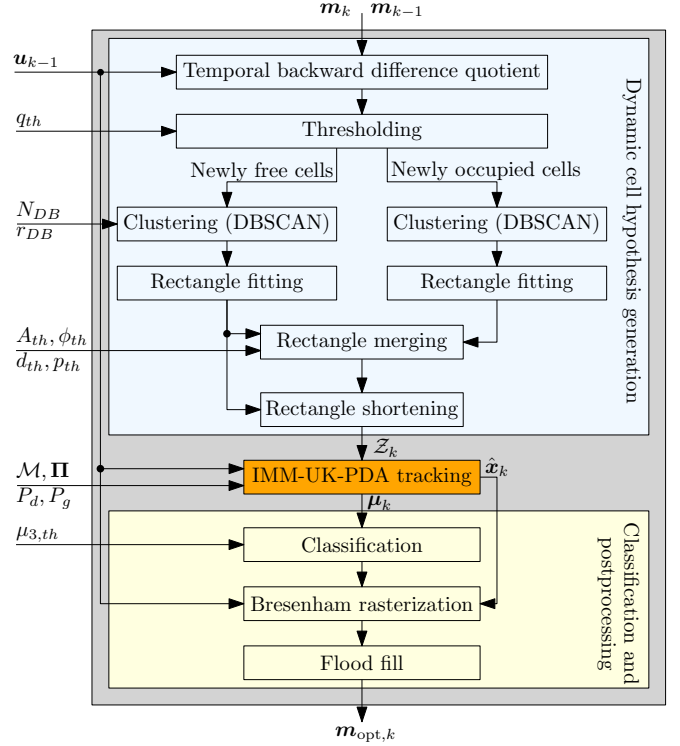 m_k m_{k−1}
u_{k−1}
Temporal backward difference quotient
q_{th}
Thresholding
Newly free cells
Newly occupied cells
N_{DB}
r_{DB}
Clustering (DBSCAN)
Clustering (DBSCAN)
Rectangle fitting
Rectangle fitting
A_{th}, ϕ_{th}
d_{th}, p_{th}
Rectangle merging
Rectangle shortening
Dynamic cell hypothesis generation
𝒵_k
ℳ, Π
P_d, P_g
IMM-UK-PDA tracking
x̂_k
μ_k
μ_{3,th}
Classification
Bresenham rasterization
Flood fill
Classification and
postprocessing
m_{opt,k}